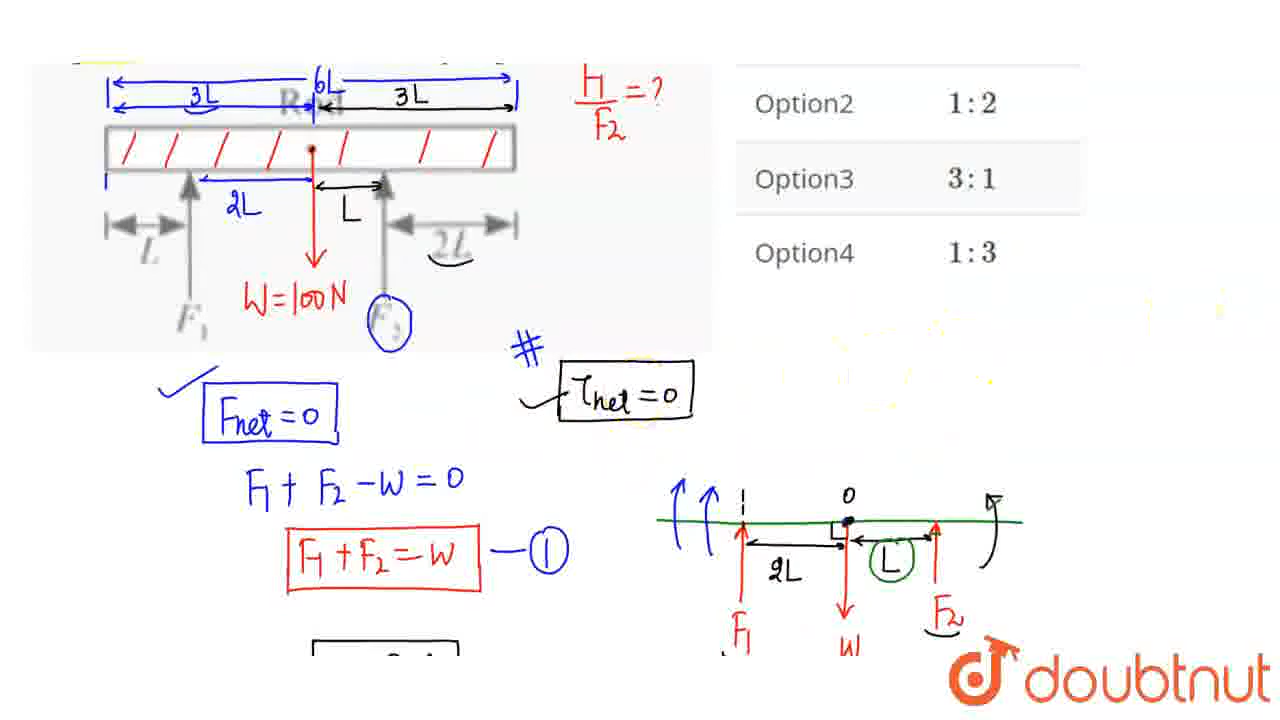 6L
3L
Rod
3L
F1/F2 = ?
2L
L
L
2L
W = 100 N
F₁
F₂
Option2 1 : 2
Option3 3 : 1
Option4 1 : 3
#
Fnet = 0
τnet = 0
F₁ + F₂ − W = 0
F₁ + F₂ = W — ①
O
2L
L
F₁
W
F₂
doubtnut